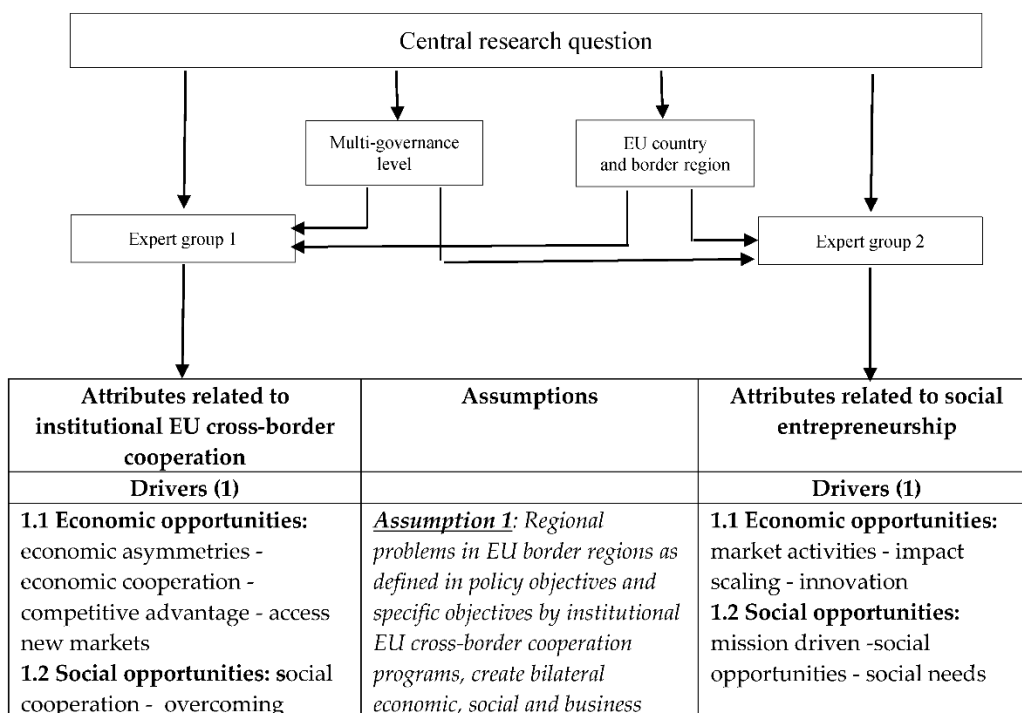 Central research question
Multi-governance
level
EU country
and border region
Expert group 1
Expert group 2
Attributes related to
institutional EU cross-border
cooperation
Assumptions
Attributes related to social
entrepreneurship
Drivers (1)
Drivers (1)
1.1 Economic opportunities:
economic asymmetries -
economic cooperation -
competitive advantage - access
new markets
1.2 Social opportunities: social
cooperation - overcoming
Assumption 1: Regional
problems in EU border regions as
defined in policy objectives and
specific objectives by institutional
EU cross-border cooperation
programs, create bilateral
economic, social and business
1.1 Economic opportunities:
market activities - impact
scaling - innovation
1.2 Social opportunities:
mission driven -social
opportunities - social needs